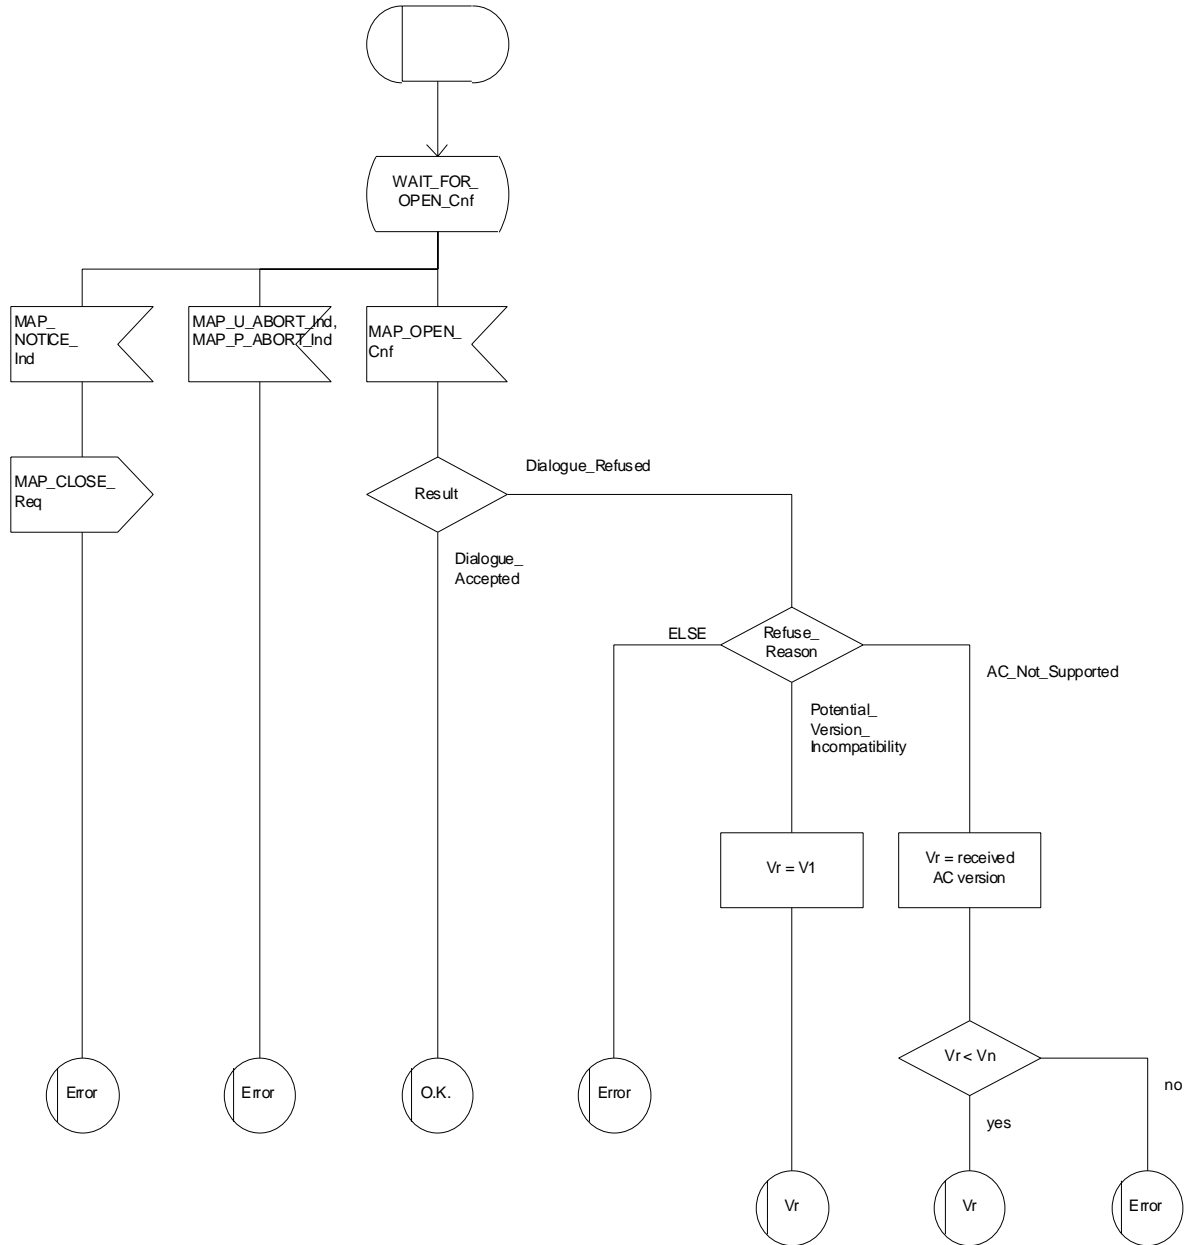 WAIT_FOR_
OPEN_Cnf
MAP_
NOTICE_
Ind
MAP_U_ABORT_Ind,
MAP_P_ABORT_Ind
MAP_OPEN_
Cnf
MAP_CLOSE_
Req
Result
Dialogue_Refused
Dialogue_
Accepted
ELSE
Refuse_
Reason
AC_Not_Supported
Potential_
Version_
Incompatibility
Vr = V1
Vr = received
AC version
Vr < Vn
no
yes
Error
Error
O.K.
Error
Vr
Vr
Error